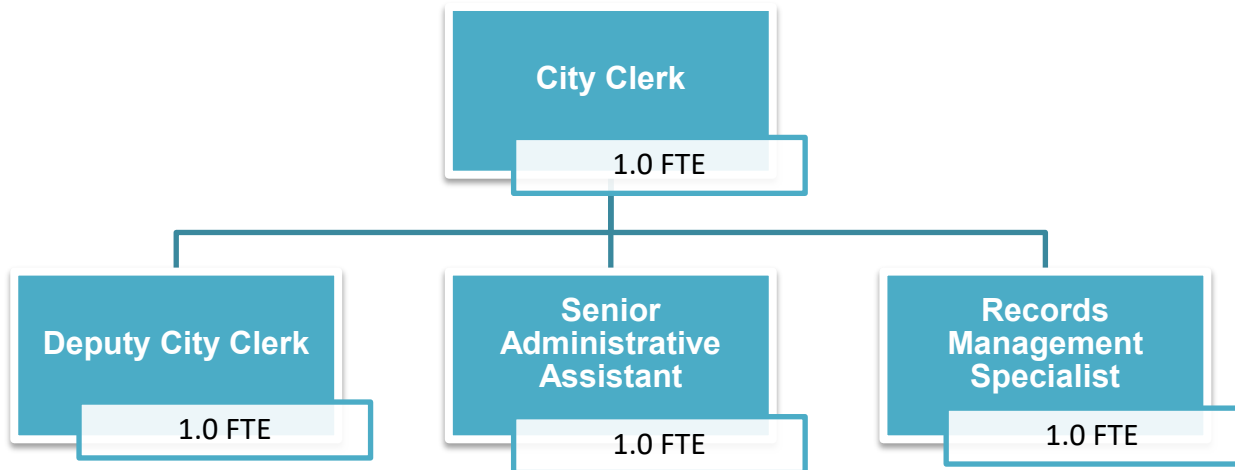 City Clerk
1.0 FTE
Deputy City Clerk
1.0 FTE
Senior
Administrative
Assistant
1.0 FTE
Records
Management
Specialist
1.0 FTE